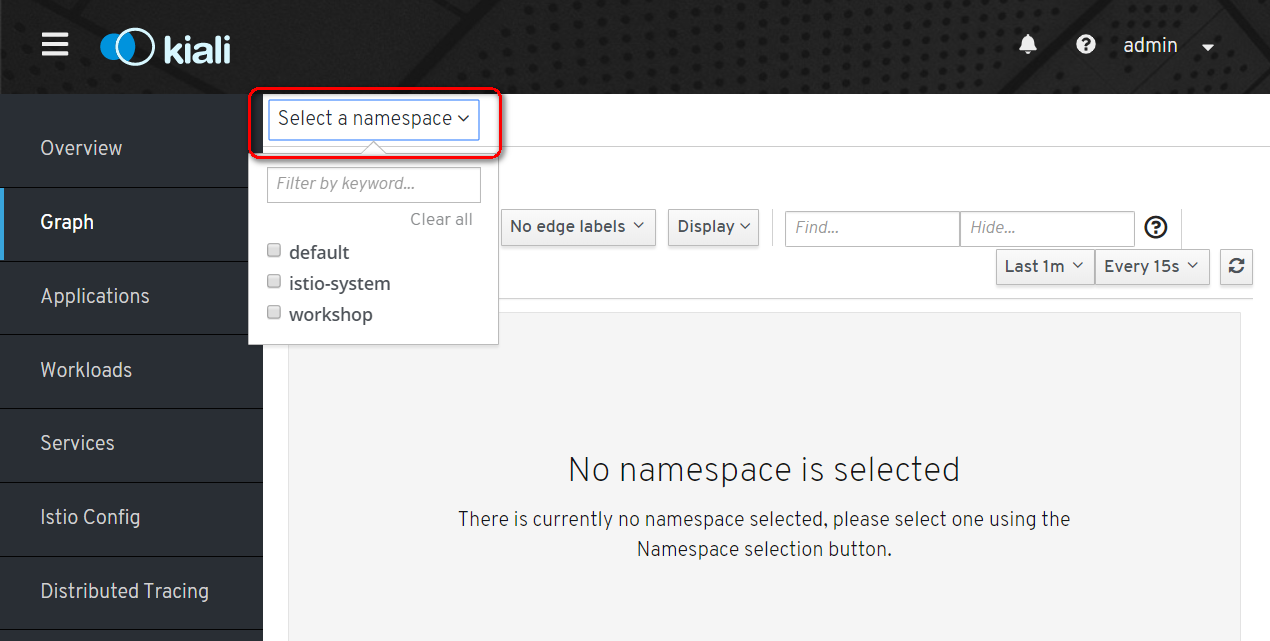 kiali
admin
Select a namespace
Overview
Graph
Applications
Workloads
Services
Istio Config
Distributed Tracing
Filter by keyword...
Clear all
default
istio-system
workshop
No edge labels
Display
Find...
Hide...
Last 1m
Every 15s
No namespace is selected
There is currently no namespace selected, please select one using the
Namespace selection button.